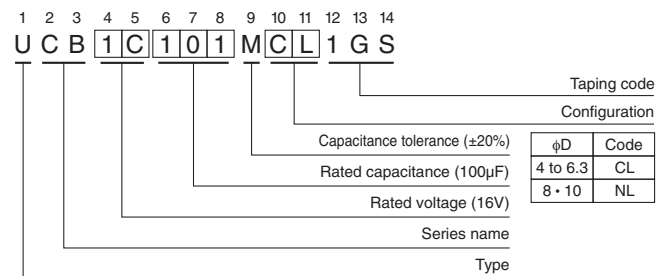 1 2 3 4 5 6 7 8 9 10 11 12 13 14
U C B 1 C 1 0 1 M C L 1 G S
Taping code
Configuration
Capacitance tolerance (±20%)
Rated capacitance (100µF)
Rated voltage (16V)
Series name
Type
ϕD Code
4 to 6.3 CL
8 • 10 NL